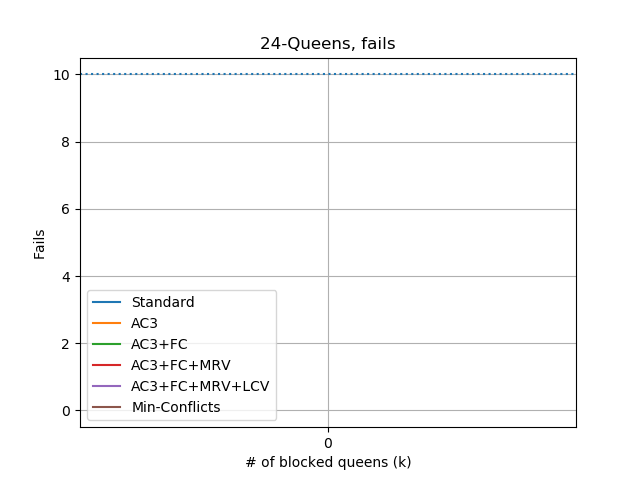 24-Queens, fails
10
8
6
4
2
0
Fails
Standard
AC3
AC3+FC
AC3+FC+MRV
AC3+FC+MRV+LCV
Min-Conflicts
0
# of blocked queens (k)